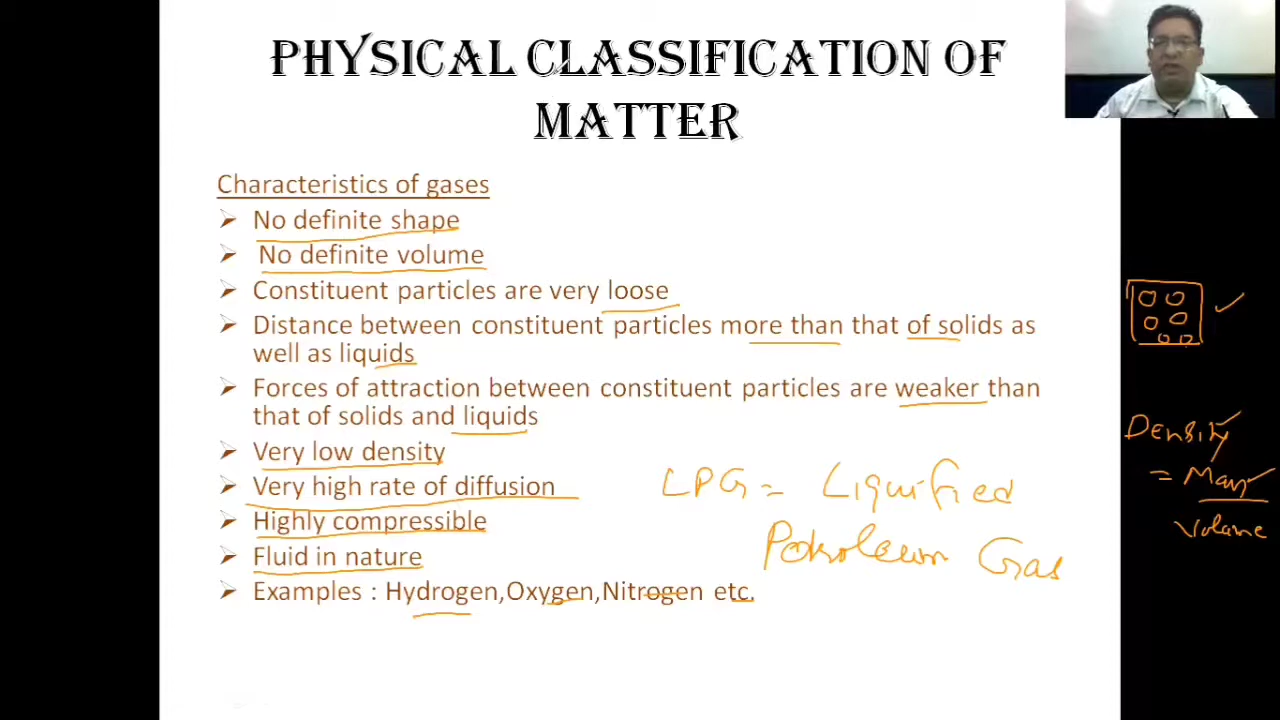 PHYSICAL CLASSIFICATION OF
MATTER
Characteristics of gases
➢ No definite shape
➢ No definite volume
➢ Constituent particles are very loose
➢ Distance between constituent particles more than that of solids as
well as liquids
➢ Forces of attraction between constituent particles are weaker than
that of solids and liquids
➢ Very low density
➢ Very high rate of diffusion
➢ Highly compressible
➢ Fluid in nature
➢ Examples : Hydrogen,Oxygen,Nitrogen etc.
LPG = Liquified
Petroleum Gas
Density
= Mass
Volume